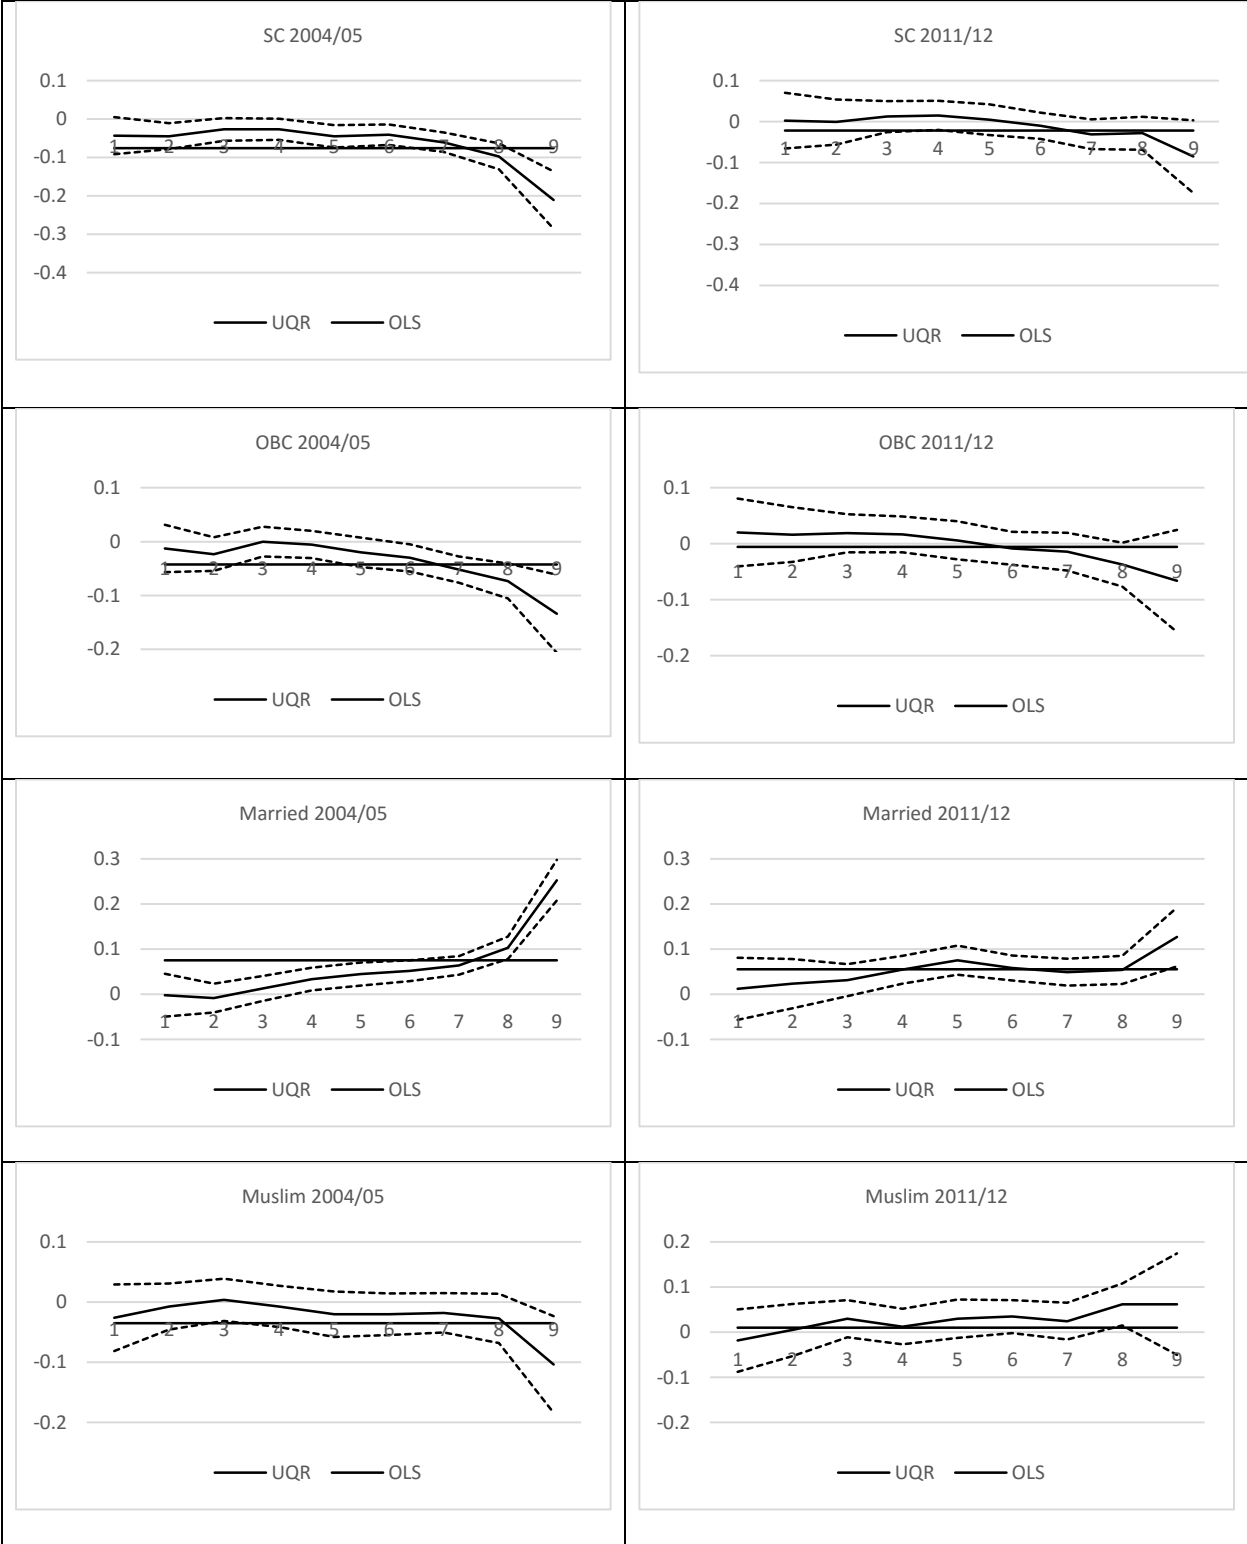 SC 2004/05
0.1
0
-0.1
-0.2
-0.3
-0.4
1 2 3 4 5 6 7 8 9
UQR OLS
SC 2011/12
0.1
0
-0.1
-0.2
-0.3
-0.4
1 2 3 4 5 6 7 8 9
UQR OLS
OBC 2004/05
0.1
0
-0.1
-0.2
1 2 3 4 5 6 7 8 9
UQR OLS
OBC 2011/12
0.1
0
-0.1
-0.2
1 2 3 4 5 6 7 8 9
UQR OLS
Married 2004/05
0.3
0.2
0.1
0
-0.1
1 2 3 4 5 6 7 8 9
UQR OLS
Married 2011/12
0.3
0.2
0.1
0
-0.1
1 2 3 4 5 6 7 8 9
UQR OLS
Muslim 2004/05
0.1
0
-0.1
-0.2
1 2 3 4 5 6 7 8 9
UQR OLS
Muslim 2011/12
0.2
0.1
0
-0.1
-0.2
1 2 3 4 5 6 7 8 9
UQR OLS